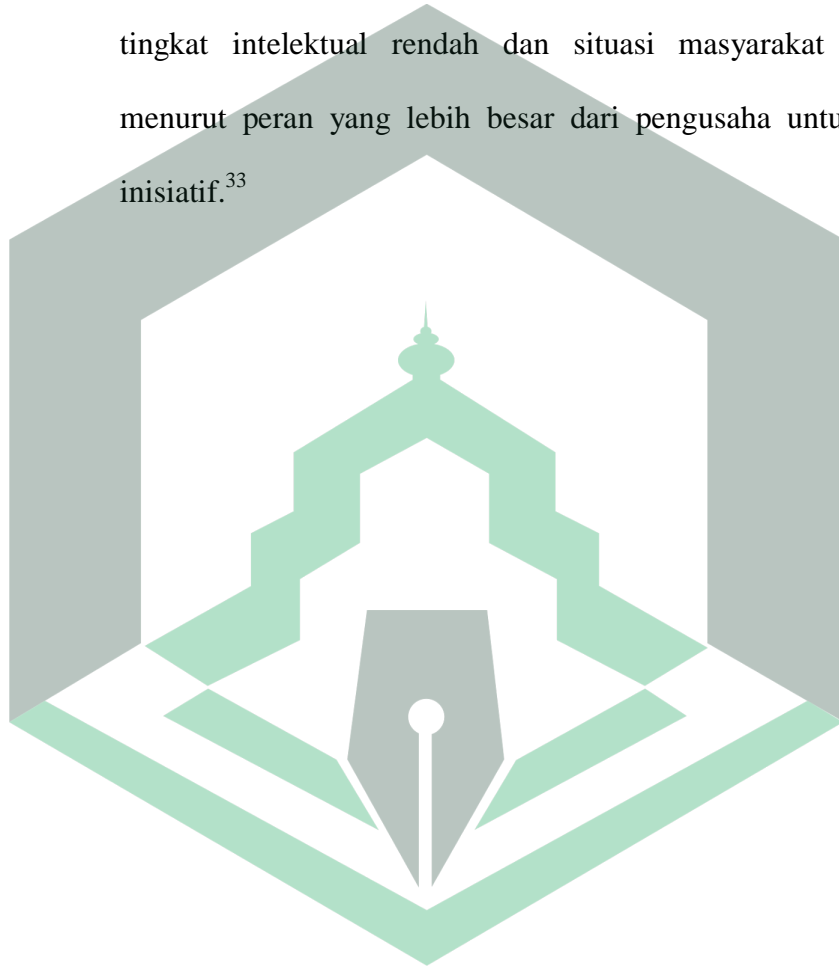 tingkat intelektual rendah dan situasi masyarakat
menurut peran yang lebih besar dari pengusaha
inisiatif.33